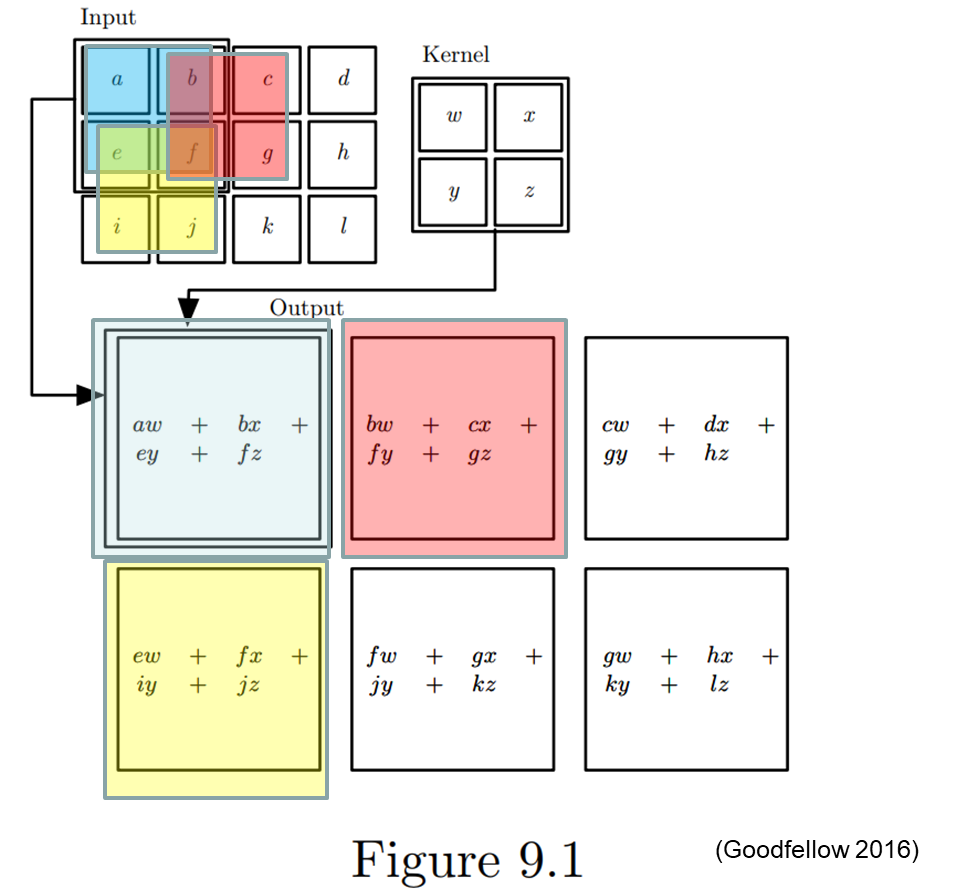 Input
a b c d
e f g h
i j k l
Kernel
w x
y z
Output
aw + bx +
ey + fz
bw + cx +
fy + gz
cw + dx +
gy + hz
ew + fx +
iy + jz
fw + gx +
jy + kz
gw + hx +
ky + lz
Figure 9.1
(Goodfellow 2016)